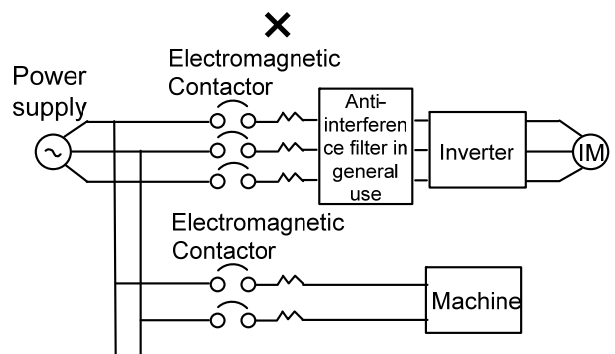 Electromagnetic
Contactor
Power
supply
Anti-
interferen
ce filter in
general
use
Inverter
IM
Electromagnetic
Contactor
Machine